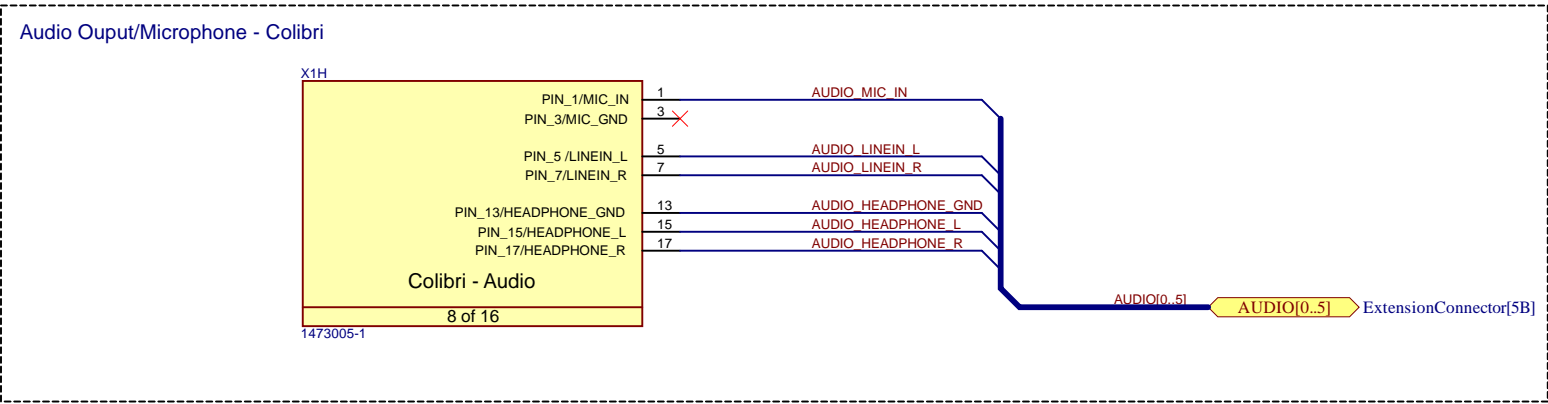 Audio Ouput/Microphone - Colibri
X1H
PIN_1/MIC_IN 1 AUDIO_MIC_IN
PIN_3/MIC_GND 3
PIN_5 /LINEIN_L 5 AUDIO_LINEIN_L
PIN_7/LINEIN_R 7 AUDIO_LINEIN_R
PIN_13/HEADPHONE_GND 13 AUDIO_HEADPHONE_GND
PIN_15/HEADPHONE_L 15 AUDIO_HEADPHONE_L
PIN_17/HEADPHONE_R 17 AUDIO_HEADPHONE_R
Colibri - Audio
AUDIO[0..5] AUDIO[0..5] ExtensionConnector[5B]
8 of 16
1473005-1